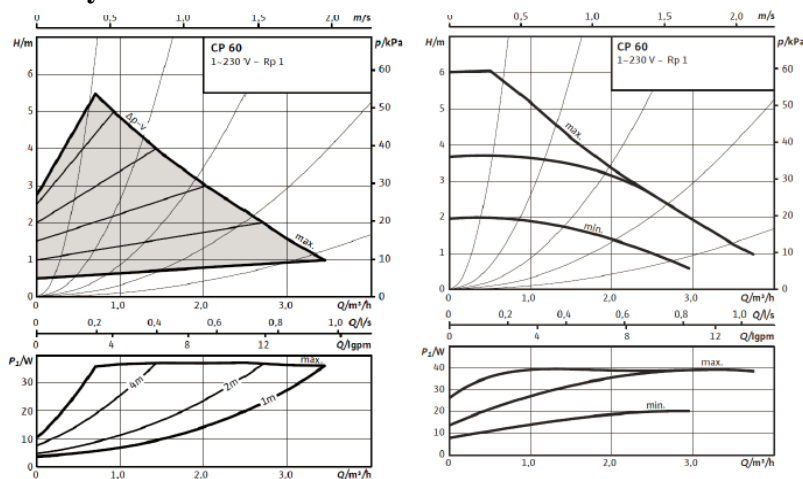 0 0,5 1,0 1,5 2,0 m/s
H/m p/kPa
CP 60
1~230 V – Rp 1
6
5
4
3
2
1
0
50
40
30
20
10
0
Δp-v
max.
0 1,0 2,0 3,0 Q/m³/h
0 0,2 0,4 0,6 0,8 1,0 Q/l/s
0 4 8 12 Q/Igpm
P₁/W
30
20
10
0
4m
2m
1m
max.
0 1,0 2,0 3,0 Q/m³/h
0 0,5 1,0 1,5 2,0 m/s
H/m p/kPa
CP 60
1~230 V – Rp 1
6
5
4
3
2
1
0
60
50
40
30
20
10
0
max.
min.
0 1,0 2,0 3,0 Q/m³/h
0 0,2 0,4 0,6 0,8 1,0 Q/l/s
0 4 8 12 Q/Igpm
P₁/W
40
30
20
10
0
max.
min.
0 1,0 2,0 3,0 Q/m³/h